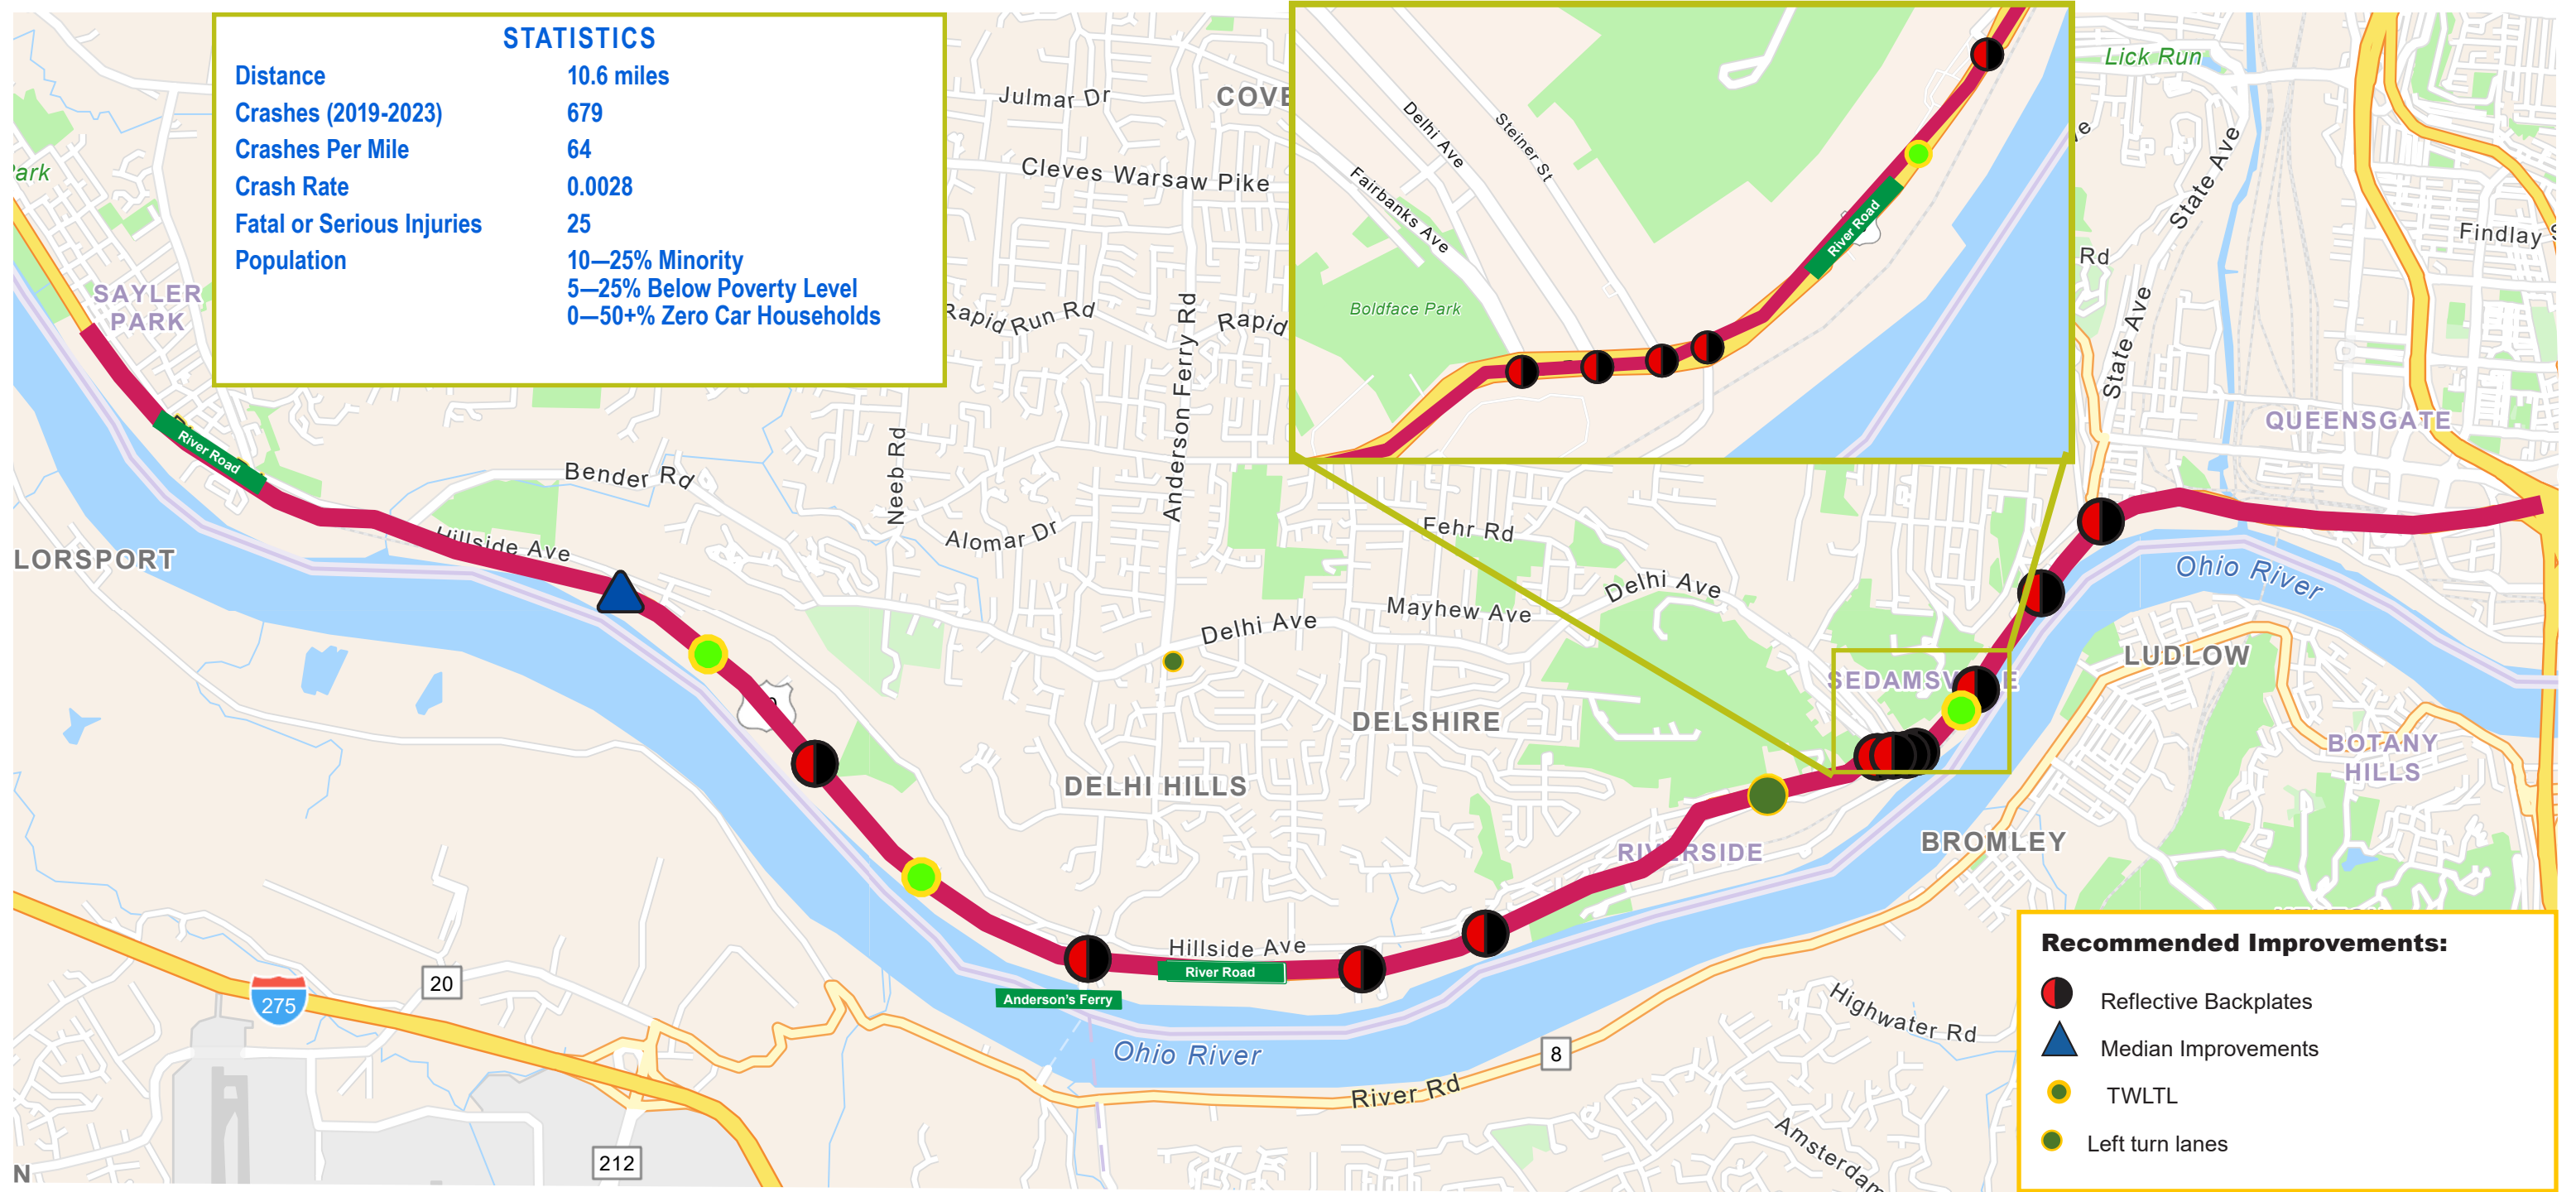 STATISTICS
Distance 10.6 miles
Crashes (2019-2023) 679
Crashes Per Mile 64
Crash Rate 0.0028
Fatal or Serious Injuries 25
Population 10—25% Minority
5—25% Below Poverty Level
0—50+% Zero Car Households
Julmar Dr
COVE
Cleves Warsaw Pike
Rapid Run Rd
Rapid
Anderson Ferry Rd
Neeb Rd
Bender Rd
Alomar Dr
Hillside Ave
SAYLER
PARK
River Road
LORSPORT
Delhi Ave
Steiner St
Fairbanks Ave
Boldface Park
River Road
Lick Run
State Ave
State Ave
Rd
Findlay S
QUEENSGATE
Fehr Rd
Delhi Ave
Mayhew Ave
Delhi Ave
DELSHIRE
DELHI HILLS
SEDAMSV E
RIVERSIDE
Ohio River
LUDLOW
BOTANY
HILLS
BROMLEY
Hillside Ave
River Road
Anderson's Ferry
Ohio River
River Rd
8
20
275
212
N
Highwater Rd
Amsterdam
Recommended Improvements:
Reflective Backplates
Median Improvements
TWLTL
Left turn lanes